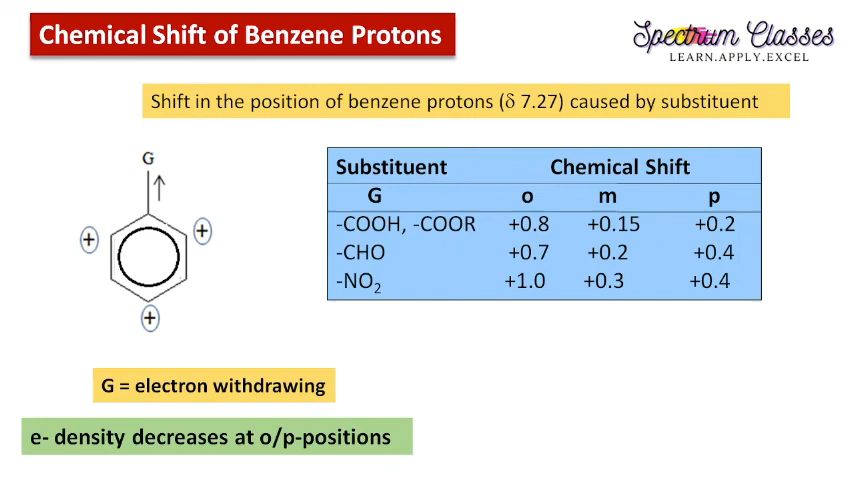 Chemical Shift of Benzene Protons
Spectrum Classes
LEARN.APPLY.EXCEL
Shift in the position of benzene protons (δ 7.27) caused by substituent
G
+ +
+
Substituent Chemical Shift
G o m p
-COOH, -COOR +0.8 +0.15 +0.2
-CHO +0.7 +0.2 +0.4
-NO₂ +1.0 +0.3 +0.4
G = electron withdrawing
e- density decreases at o/p-positions